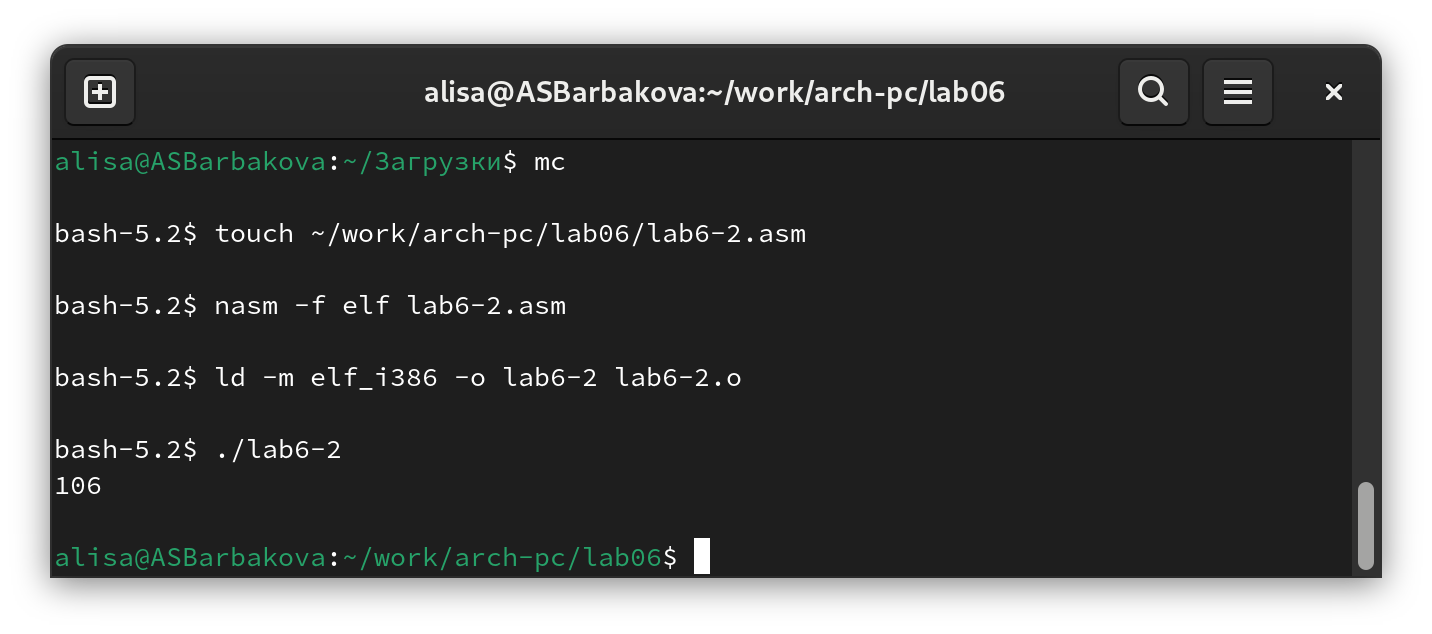 alisa@ASBarbakova:~/work/arch-pc/lab06
alisa@ASBarbakova:~/Загрузки$ mc
bash-5.2$ touch ~/work/arch-pc/lab06/lab6-2.asm
bash-5.2$ nasm -f elf lab6-2.asm
bash-5.2$ ld -m elf_i386 -o lab6-2 lab6-2.o
bash-5.2$ ./lab6-2
106
alisa@ASBarbakova:~/work/arch-pc/lab06$